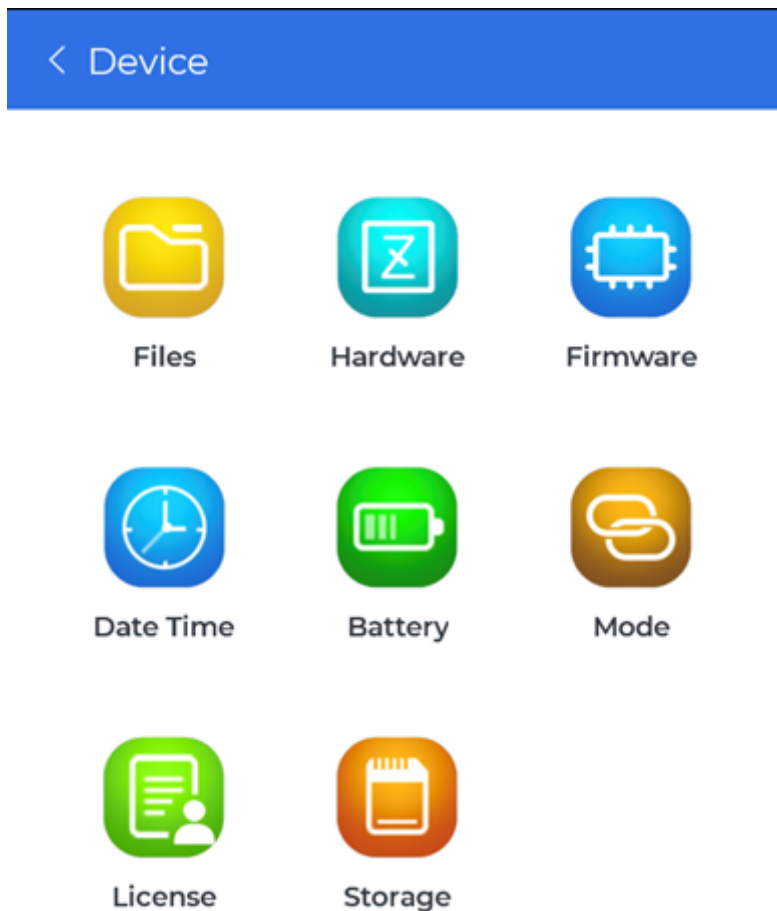 Device
Files
Hardware
Firmware
Date Time
Battery
Mode
License
Storage